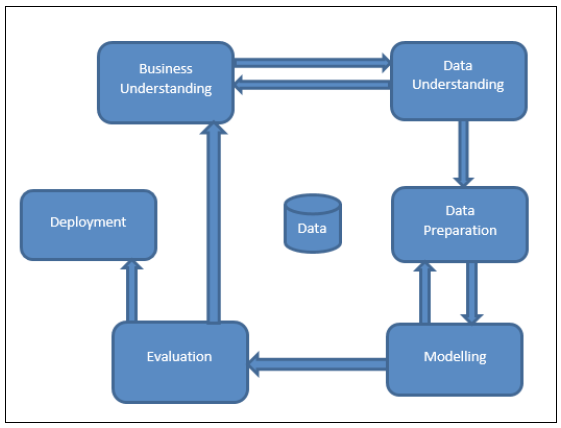 Business
Understanding
Data
Understanding
Deployment
Data
Data
Preparation
Evaluation
Modelling